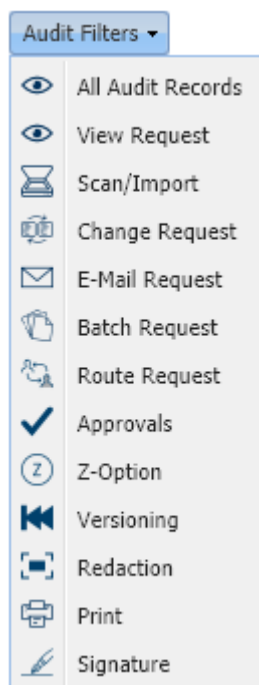 Audit Filters
All Audit Records
View Request
Scan/Import
Change Request
E-Mail Request
Batch Request
Route Request
Approvals
Z Z-Option
Versioning
Redaction
Print
Signature